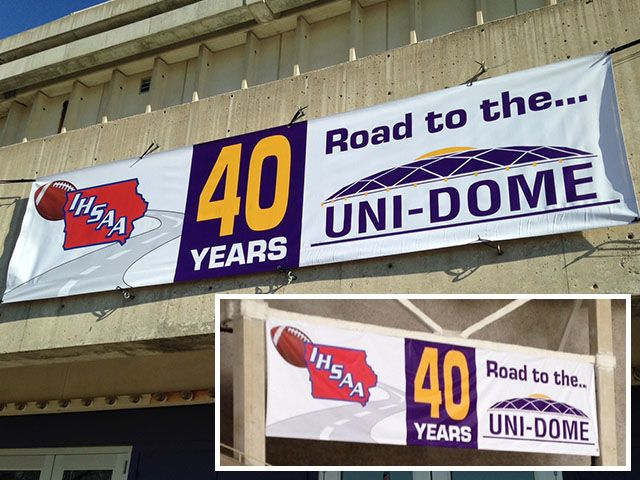 IHSAA
40
YEARS
Road to the...
UNI-DOME
IHSAA
40
YEARS
Road to the...
UNI-DOME